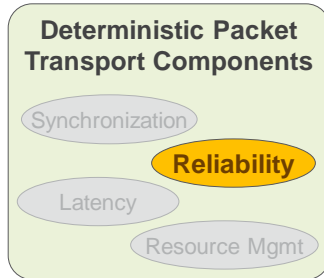 Deterministic Packet
Transport Components
Synchronization
Reliability
Latency
Resource Mgmt